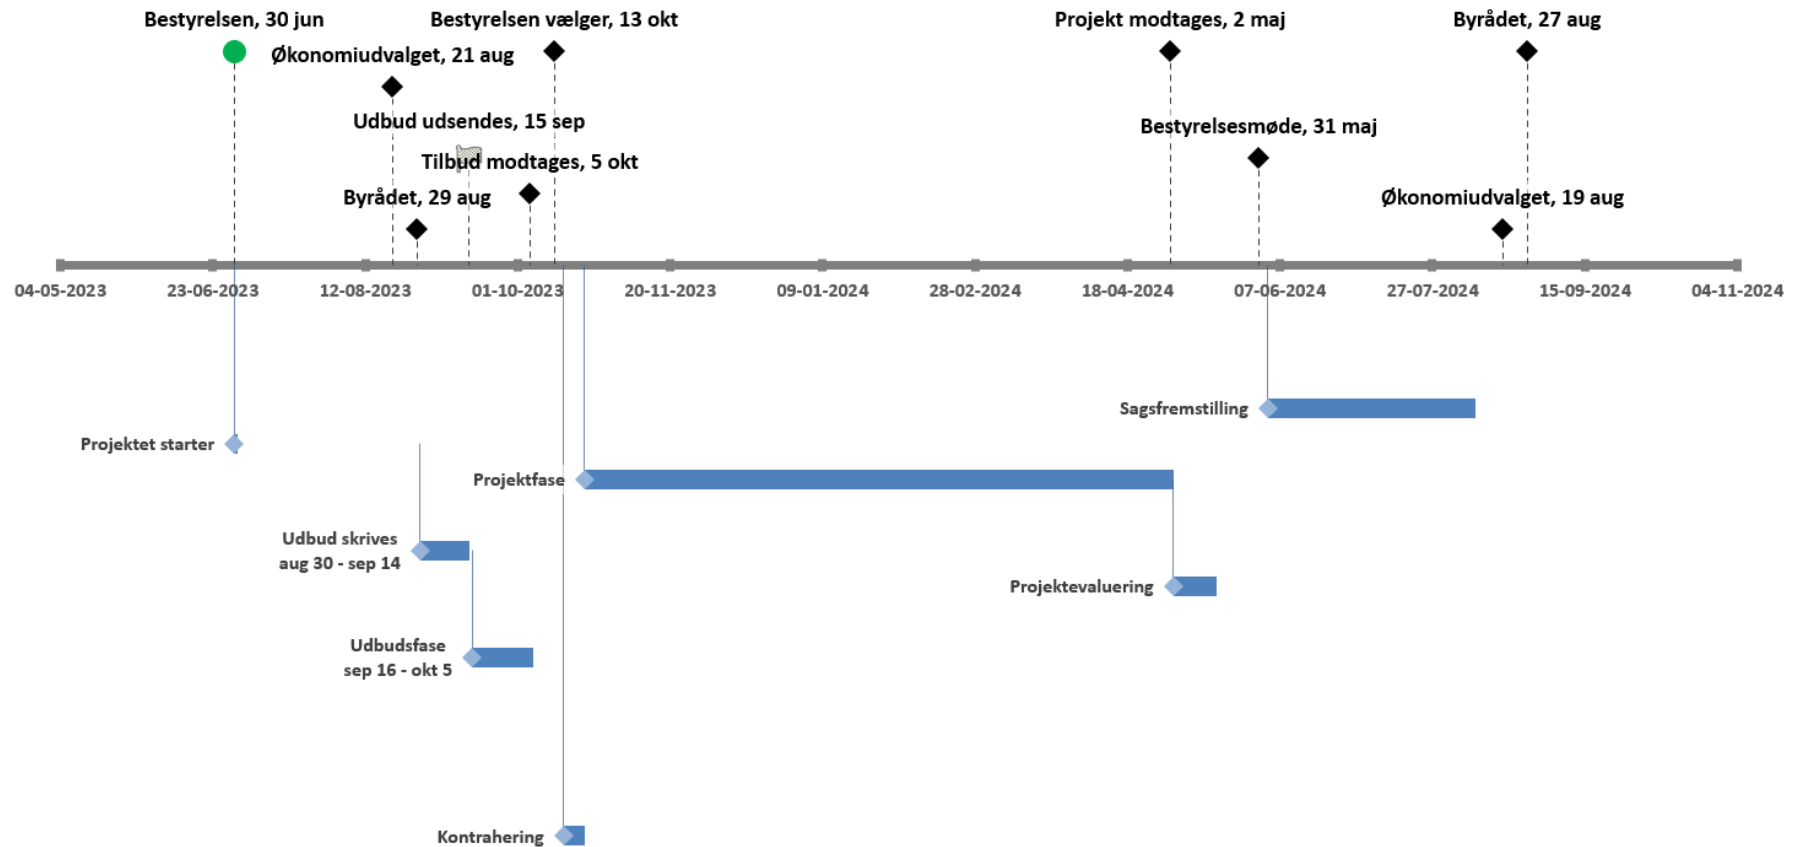 Bestyrelsen, 30 jun
Bestyrelsen vælger, 13 okt
Projekt modtages, 2 maj
Byrådet, 27 aug
Økonomiudvalget, 21 aug
Udbud udsendes, 15 sep
Bestyrelsesmøde, 31 maj
Tilbud modtages, 5 okt
Byrådet, 29 aug
Økonomiudvalget, 19 aug
04-05-2023
23-06-2023
12-08-2023
01-10-2023
20-11-2023
09-01-2024
28-02-2024
18-04-2024
07-06-2024
27-07-2024
15-09-2024
04-11-2024
Sagsfremstilling
Projektet starter
Projektfase
Udbud skrives
aug 30 - sep 14
Projektevaluering
Udbudsfase
sep 16 - okt 5
Kontrahering